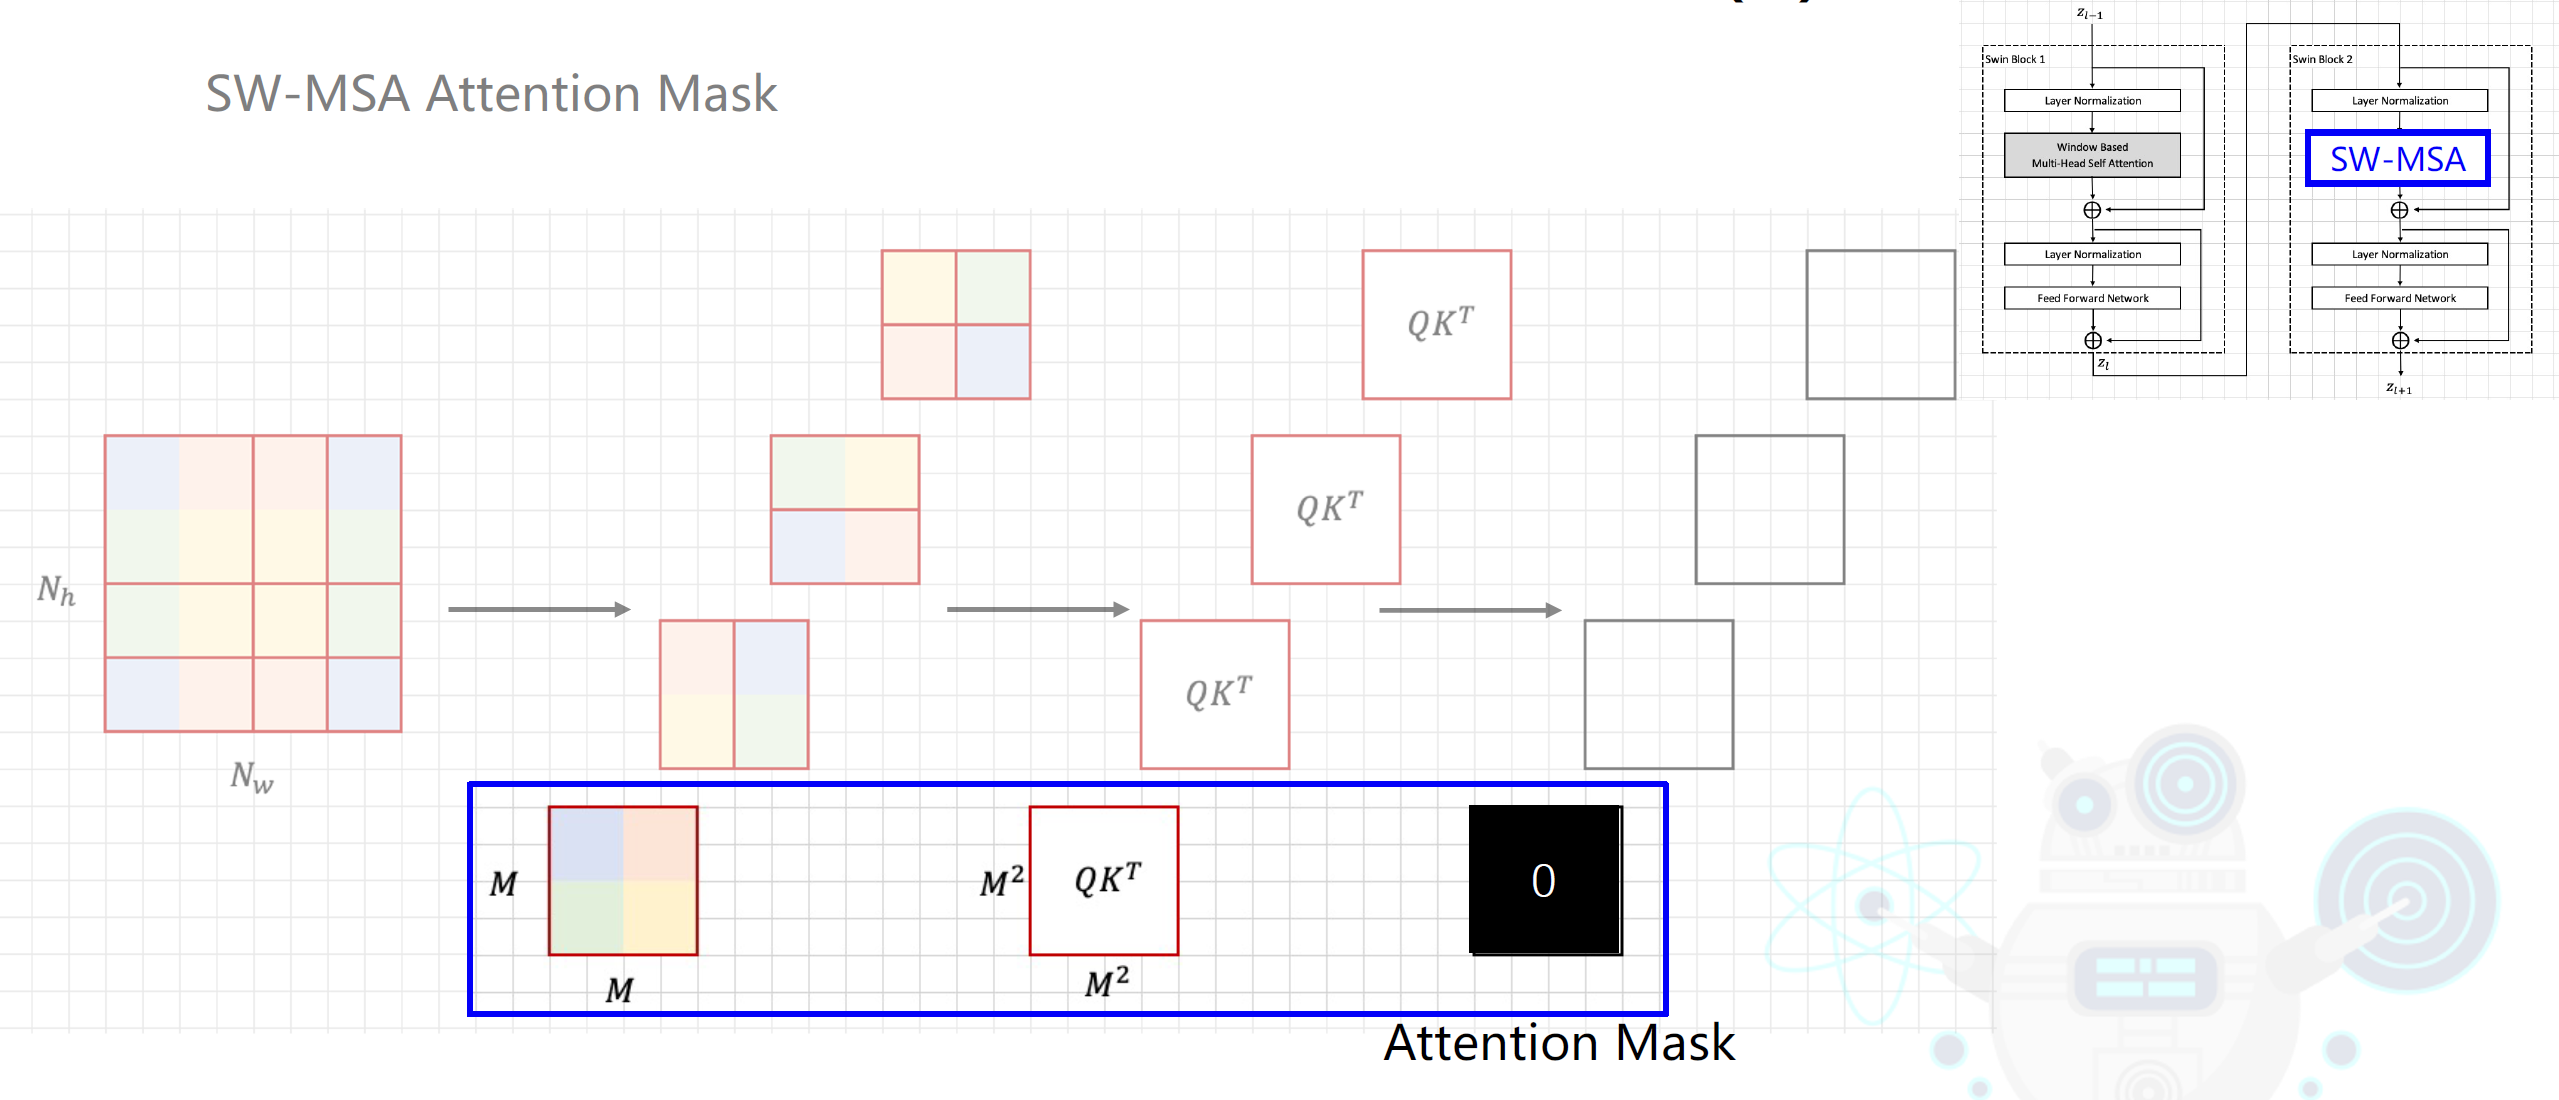 SW-MSA Attention Mask
z_{l-1}
Swin Block 1
Layer Normalization
Window Based
Multi-Head Self Attention
Layer Normalization
Feed Forward Network
z_l
Swin Block 2
Layer Normalization
SW-MSA
Layer Normalization
Feed Forward Network
z_{l+1}
QK^T
QK^T
QK^T
N_h
N_w
M
M
M^2
QK^T
M^2
0
Attention Mask